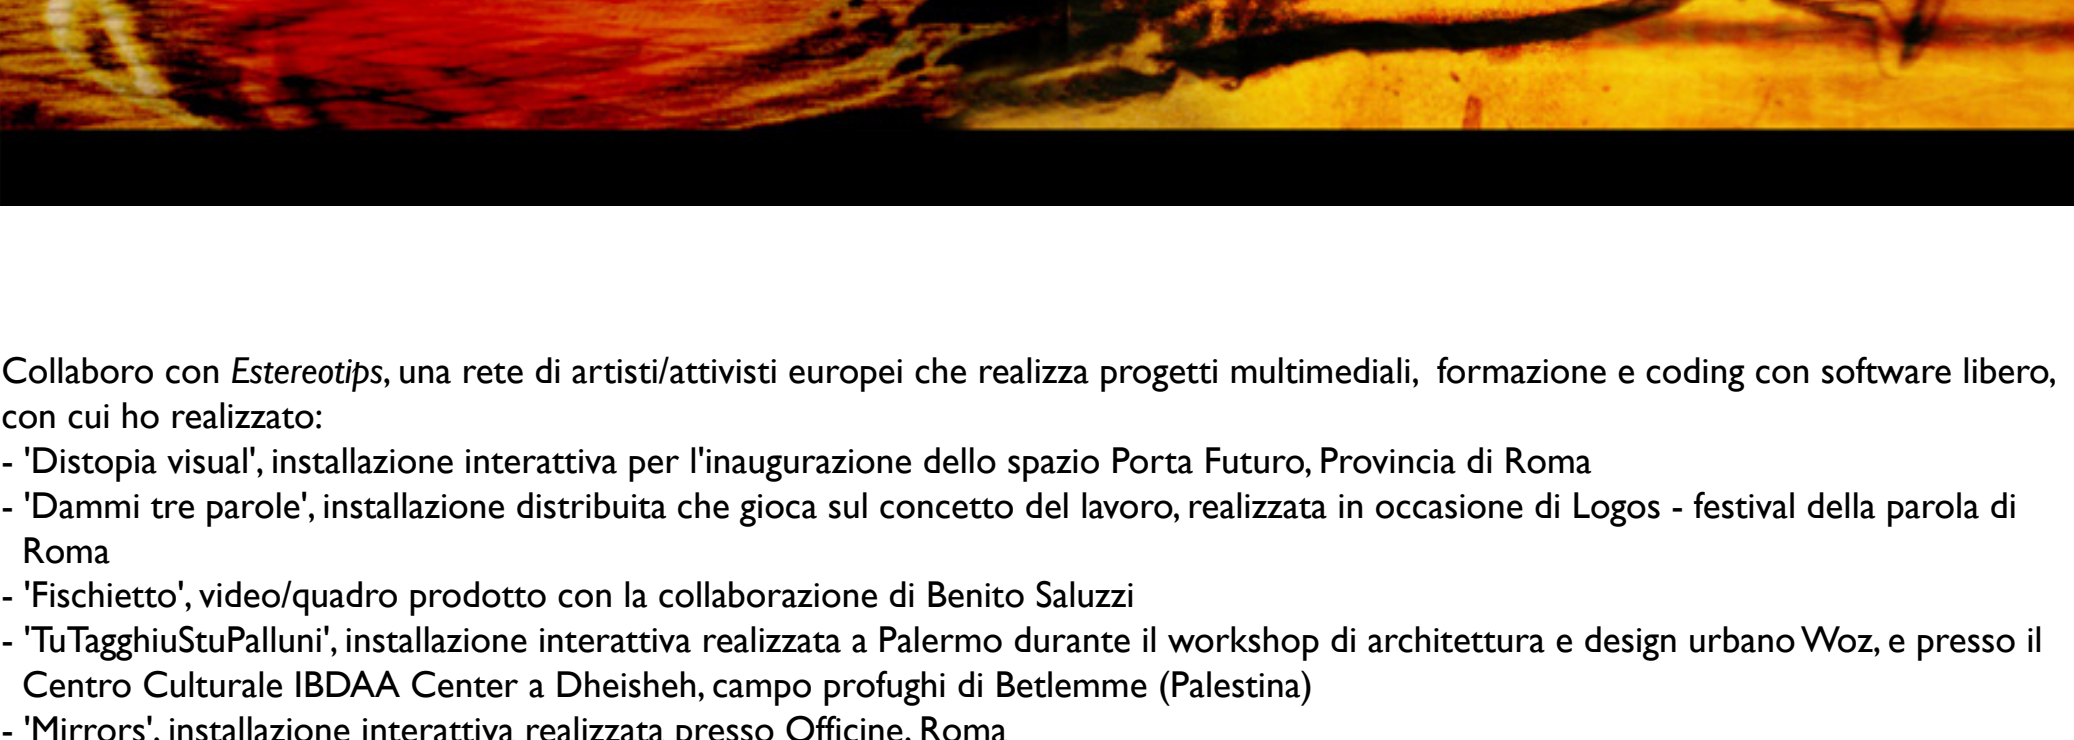 Collaboro con Estereotips, una rete di artisti/attivisti europei che realizza progetti multimediali, formazione e coding con software libero,
con cui ho realizzato:
- 'Distopia visual', installazione interattiva per l'inaugurazione dello spazio Porta Futuro, Provincia di Roma
- 'Dammi tre parole', installazione distribuita che gioca sul concetto del lavoro, realizzata in occasione di Logos - festival della parola di
Roma
- 'Fischietto', video/quadro prodotto con la collaborazione di Benito Saluzzi
- 'TuTagghiuStuPalluni', installazione interattiva realizzata a Palermo durante il workshop di architettura e design urbano Woz, e presso il
Centro Culturale IBDAA Center a Dheisheh, campo profughi di Betlemme (Palestina)
- 'Mirrors', installazione interattiva realizzata presso Officine, Roma